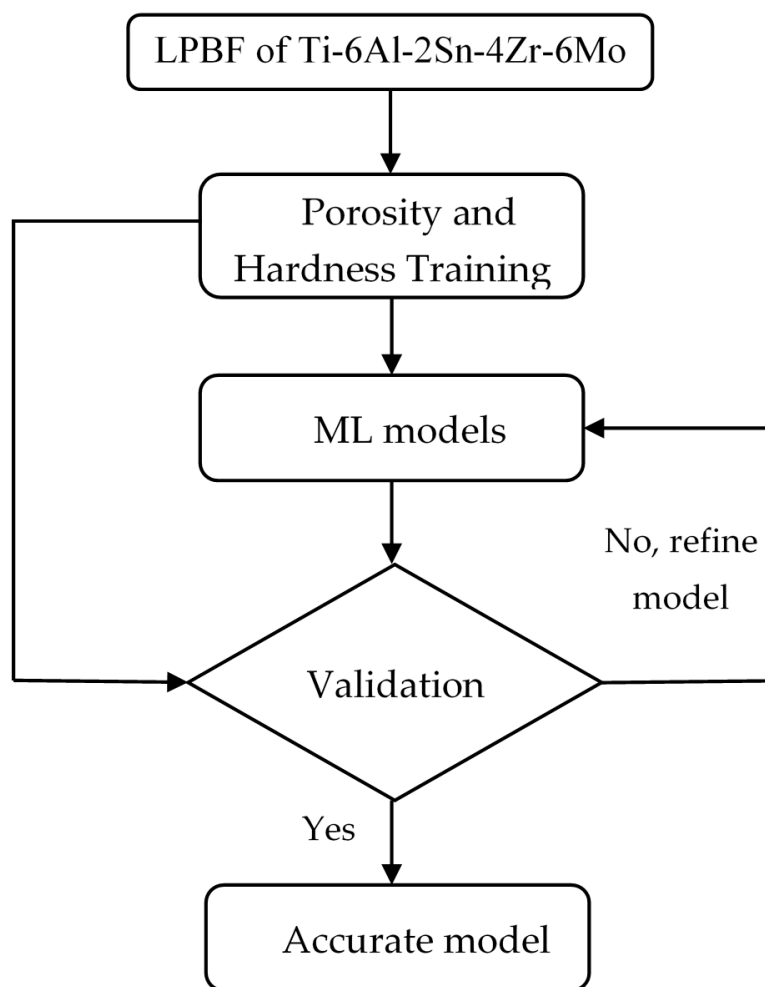 LPBF of Ti-6Al-2Sn-4Zr-6Mo
Porosity and
Hardness Training
ML models
No, refine
model
Validation
Yes
Accurate model